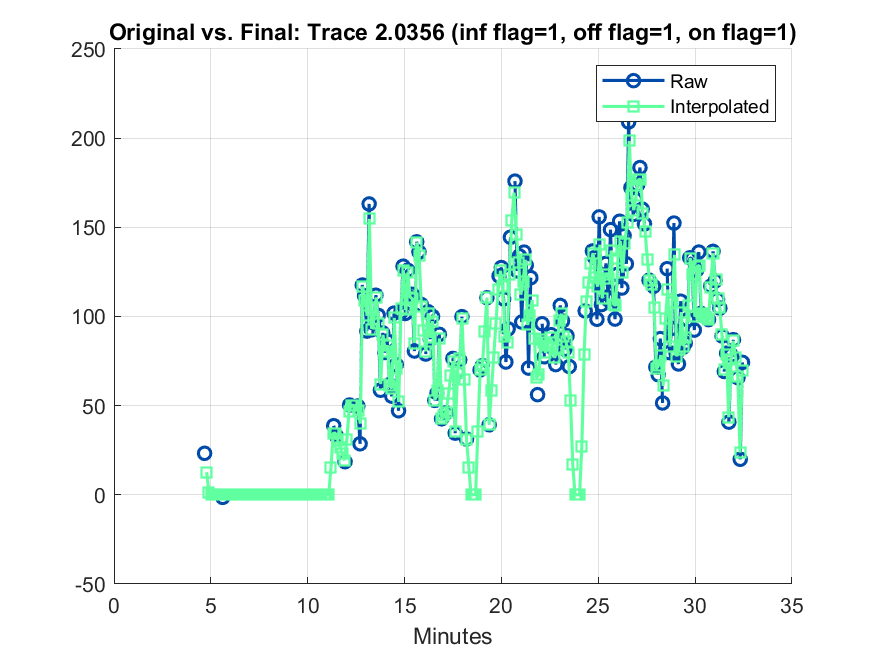 Original vs. Final: Trace 2.0356 (inf flag=1, off flag=1, on flag=1)
250
200
150
100
50
0
-50
Raw
Interpolated
0 5 10 15 20 25 30 35
Minutes